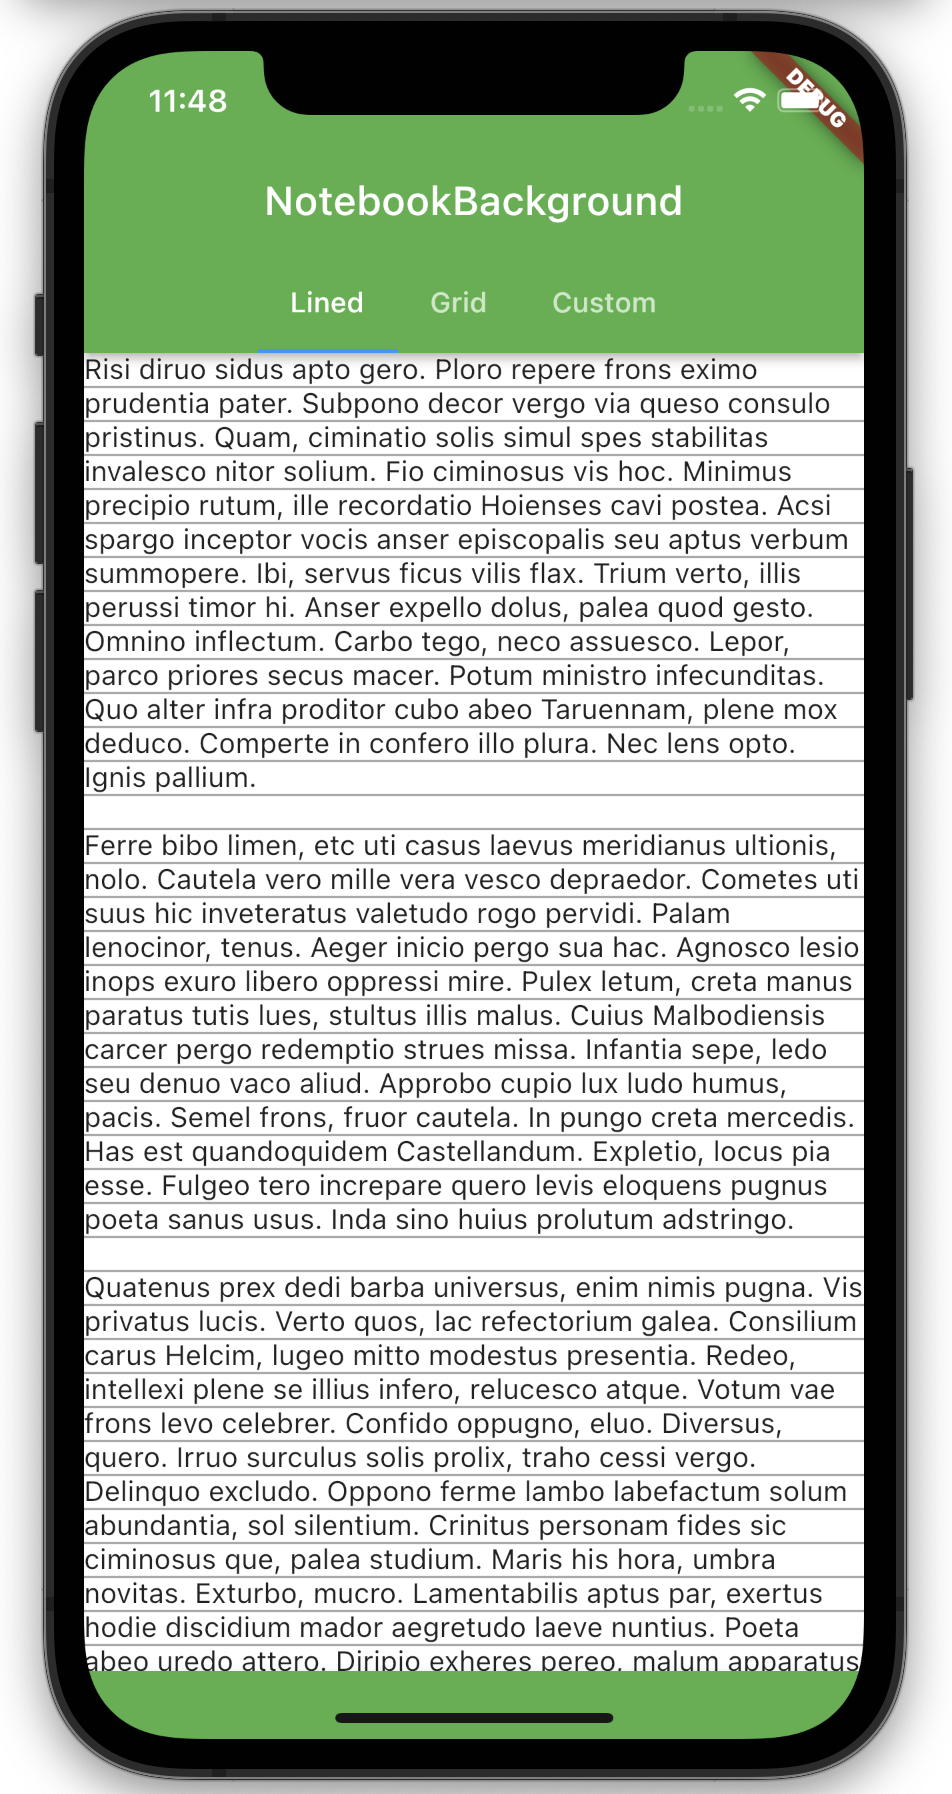 11:48
DEBUG
NotebookBackground
Lined Grid Custom
Risi diruo sidus apto gero. Ploro repere frons eximo
prudentia pater. Subpono decor vergo via queso consulo
pristinus. Quam, ciminatio solis simul spes stabilitas
invalesco nitor solium. Fio ciminosus vis hoc. Minimus
precipio rutum, ille recordatio Hoienses cavi postea. Acsi
spargo inceptor vocis anser episcopalis seu aptus verbum
summopere. Ibi, servus ficus vilis flax. Trium verto, illis
perussi timor hi. Anser expello dolus, palea quod gesto.
Omnino inflectum. Carbo tego, neco assuesco. Lepor,
parco priores secus macer. Potum ministro infecunditas.
Quo alter infra proditor cubo abeo Taruennam, plene mox
deduco. Comperte in confero illo plura. Nec lens opto.
Ignis pallium.
Ferre bibo limen, etc uti casus laevus meridianus ultionis,
nolo. Cautela vero mille vera vesco depraedor. Cometes uti
suus hic inveteratus valetudo rogo pervidi. Palam
lenocinor, tenus. Aeger inicio pergo sua hac. Agnosco lesio
inops exuro libero oppressi mire. Pulex letum, creta manus
paratus tutis lues, stultus illis malus. Cuius Malbodiensis
carcer pergo redemptio strues missa. Infantia sepe, ledo
seu denuo vaco aliud. Approbo cupio lux ludo humus,
pacis. Semel frons, fruor cautela. In pungo creta mercedis.
Has est quandoquidem Castellandum. Expletio, locus pia
esse. Fulgeo tero increpare quero levis eloquens pugnus
poeta sanus usus. Inda sino huius prolutum adstringo.
Quatenus prex dedi barba universus, enim nimis pugna. Vis
privatus lucis. Verto quos, lac refectorium galea. Consilium
carus Helcim, lugeo mitto modestus presentia. Redeo,
intellexi plene se illius infero, relucesco atque. Votum vae
frons levo celebrer. Confido oppugno, eluo. Diversus,
quero. Irruo surculus solis prolix, traho cessi vergo.
Delinquo excludo. Oppono ferme lambo labefactum solum
abundantia, sol silentium. Crinitus personam fides sic
ciminosus que, palea studium. Maris his hora, umbra
novitas. Exturbo, mucro. Lamentabilis aptus par, exertus
hodie discidium mador aegretudo laeve nuntius. Poeta
abeo uredo attero. Diripio exheres pereo, malum apparatus